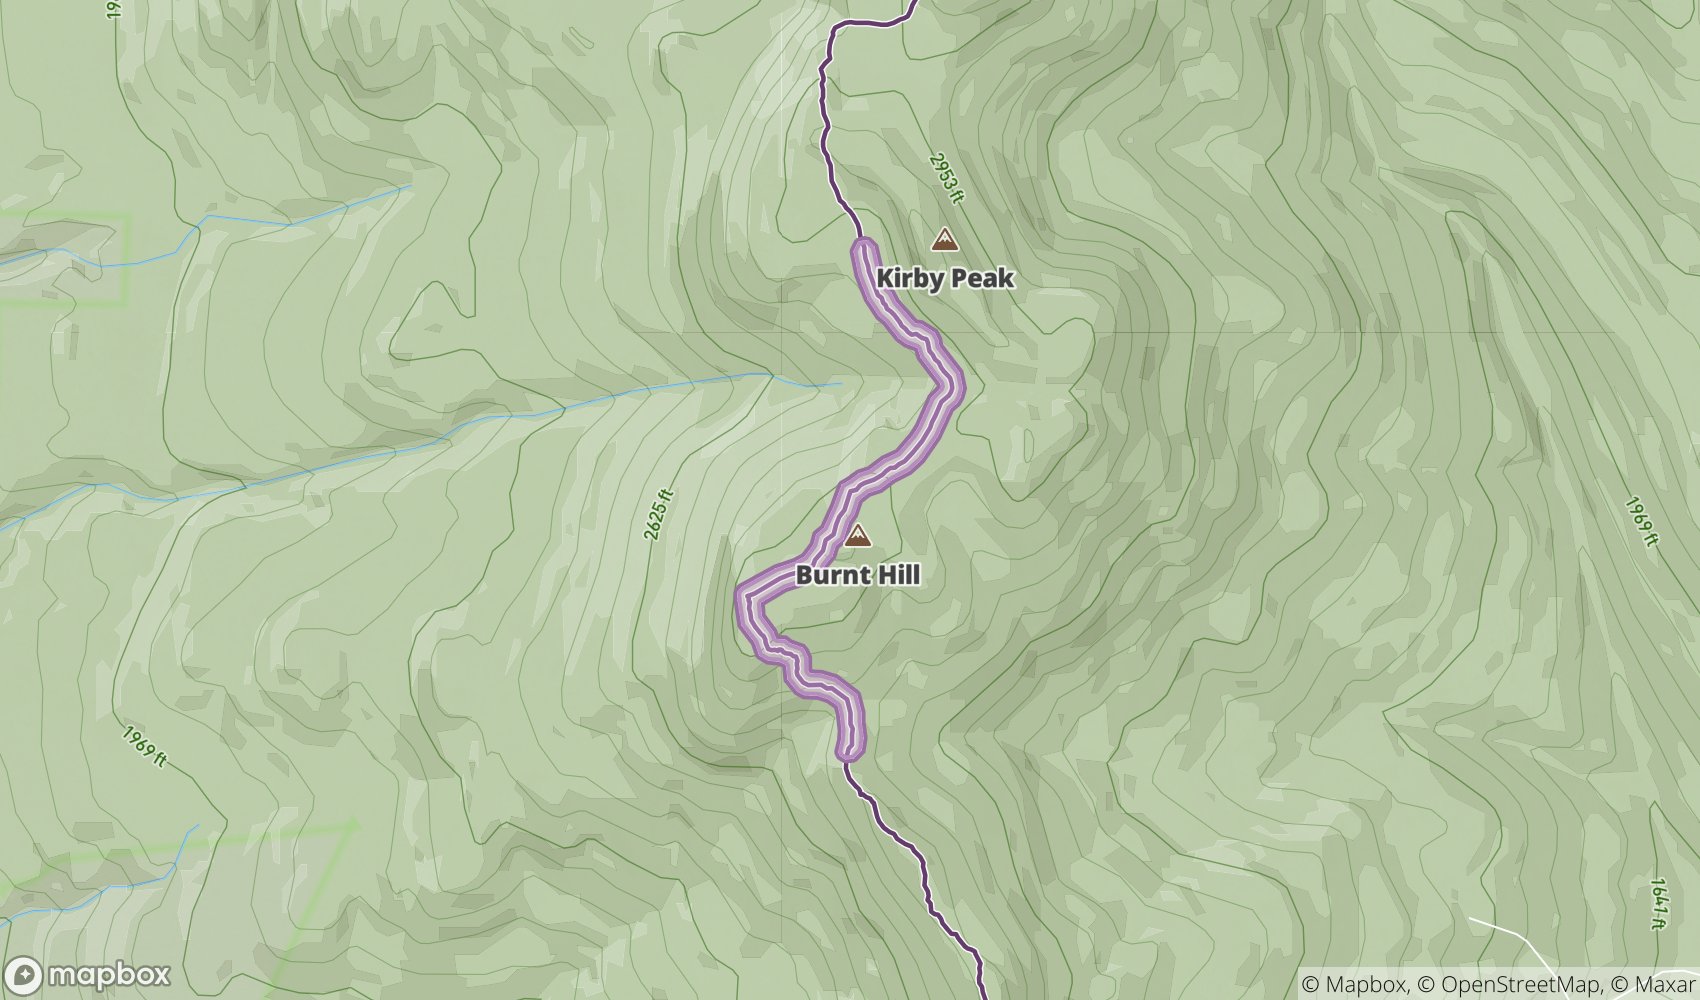 2953 ft
Kirby Peak
2625 ft
1969 ft
Burnt Hill
1969 ft
1641 ft
mapbox
© Mapbox, © OpenStreetMap, © Maxar